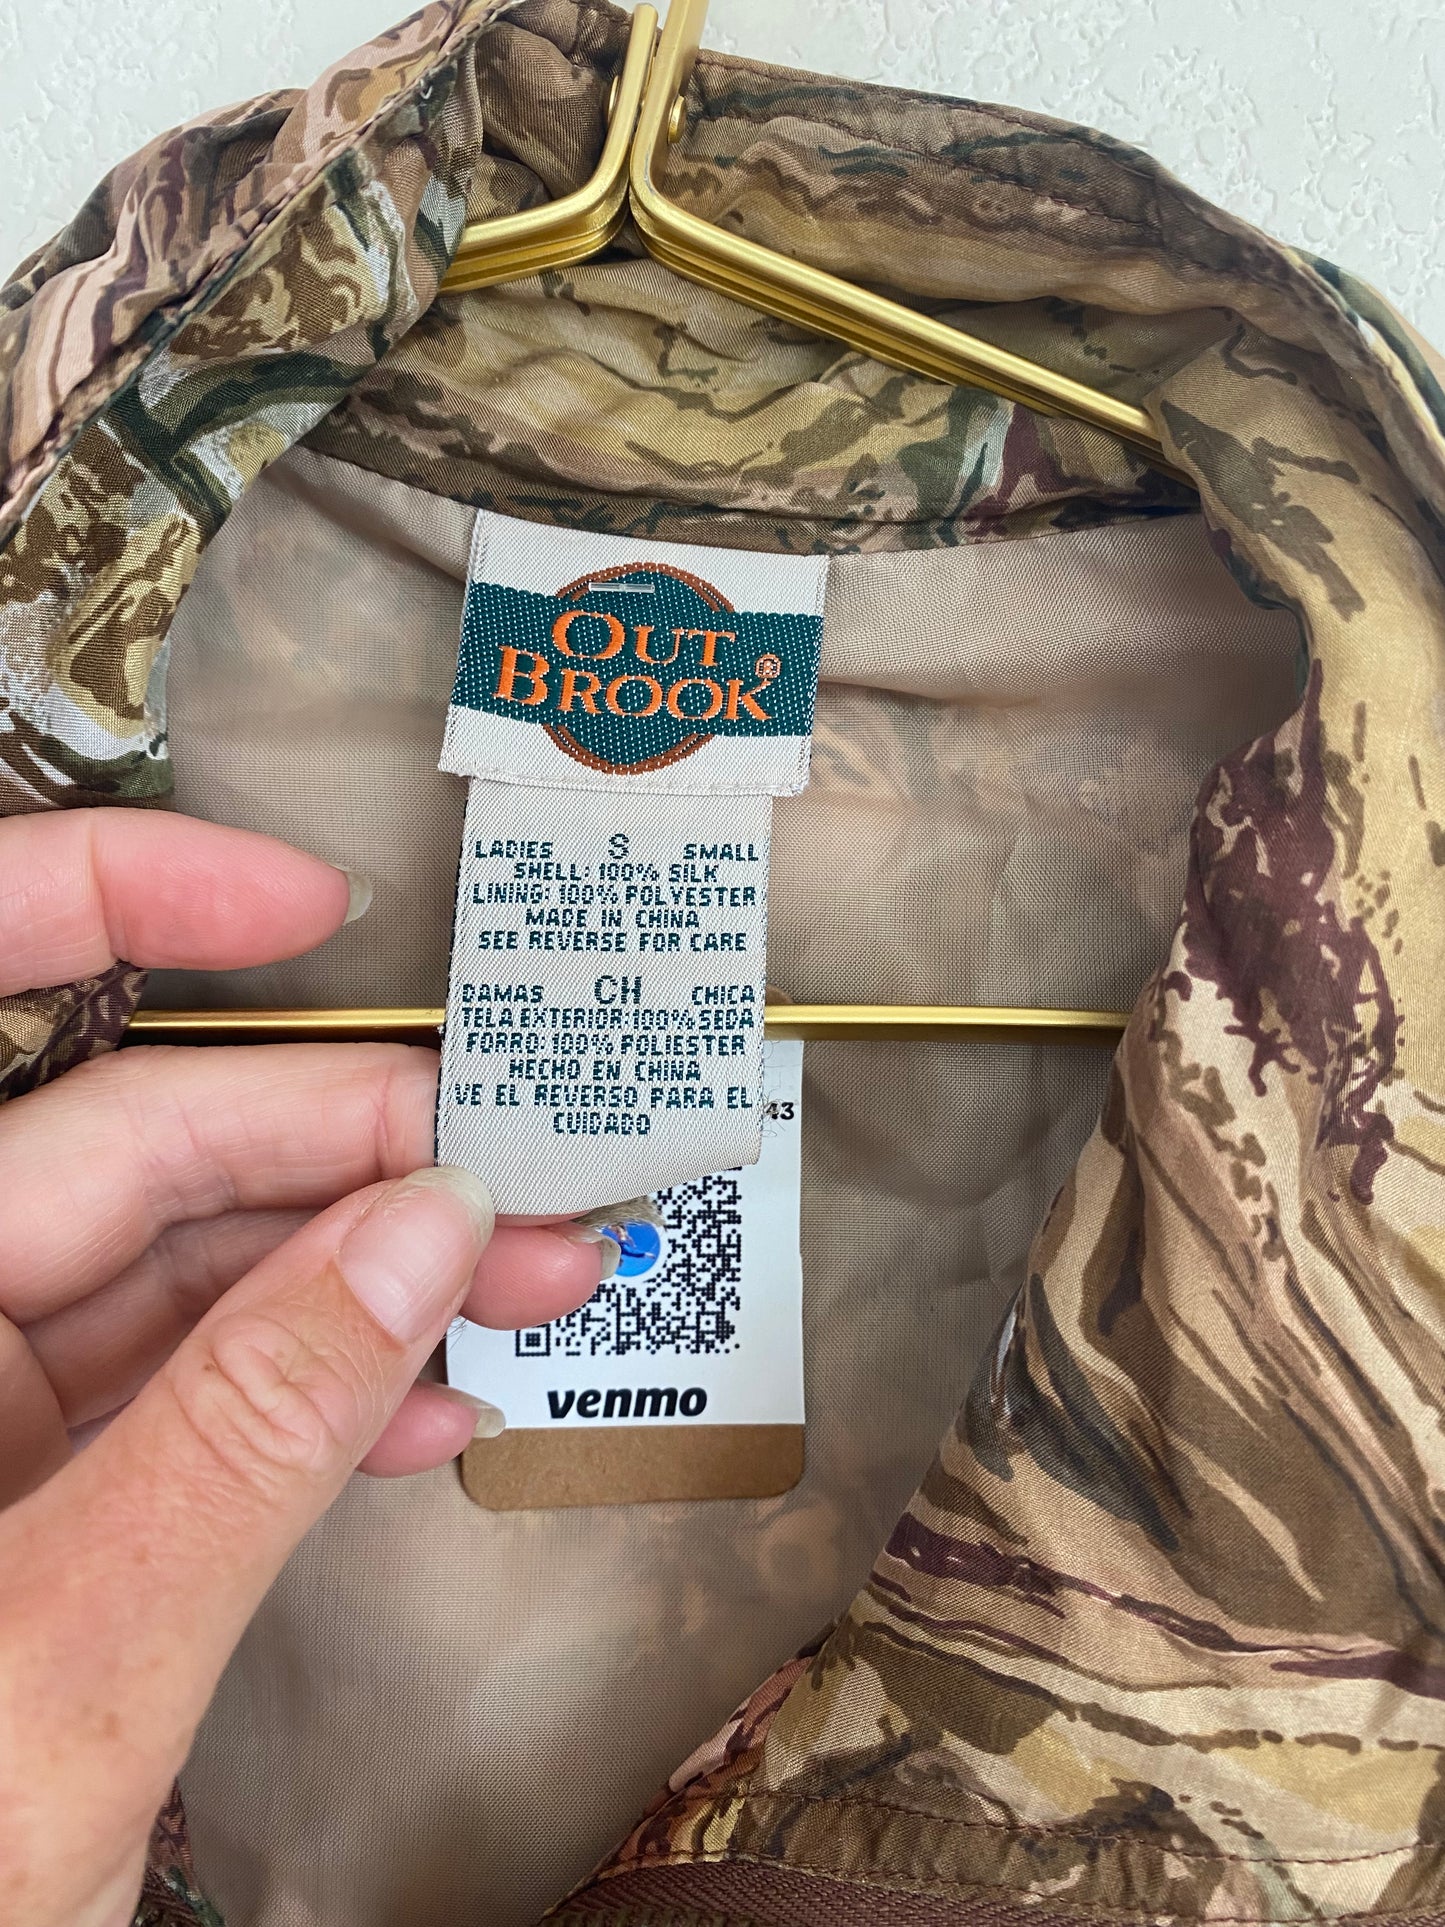 OUT
BROOK®
LADIES S SMALL
SHELL: 100% SILK
LINING: 100% POLYESTER
MADE IN CHINA
SEE REVERSE FOR CARE
DAMAS CH CHICA
TELA EXTERIOR:100% SEDA
FORRO:100% POLIESTER
HECHO EN CHINA
VE EL REVERSO PARA EL
CUIDADO
43
venmo